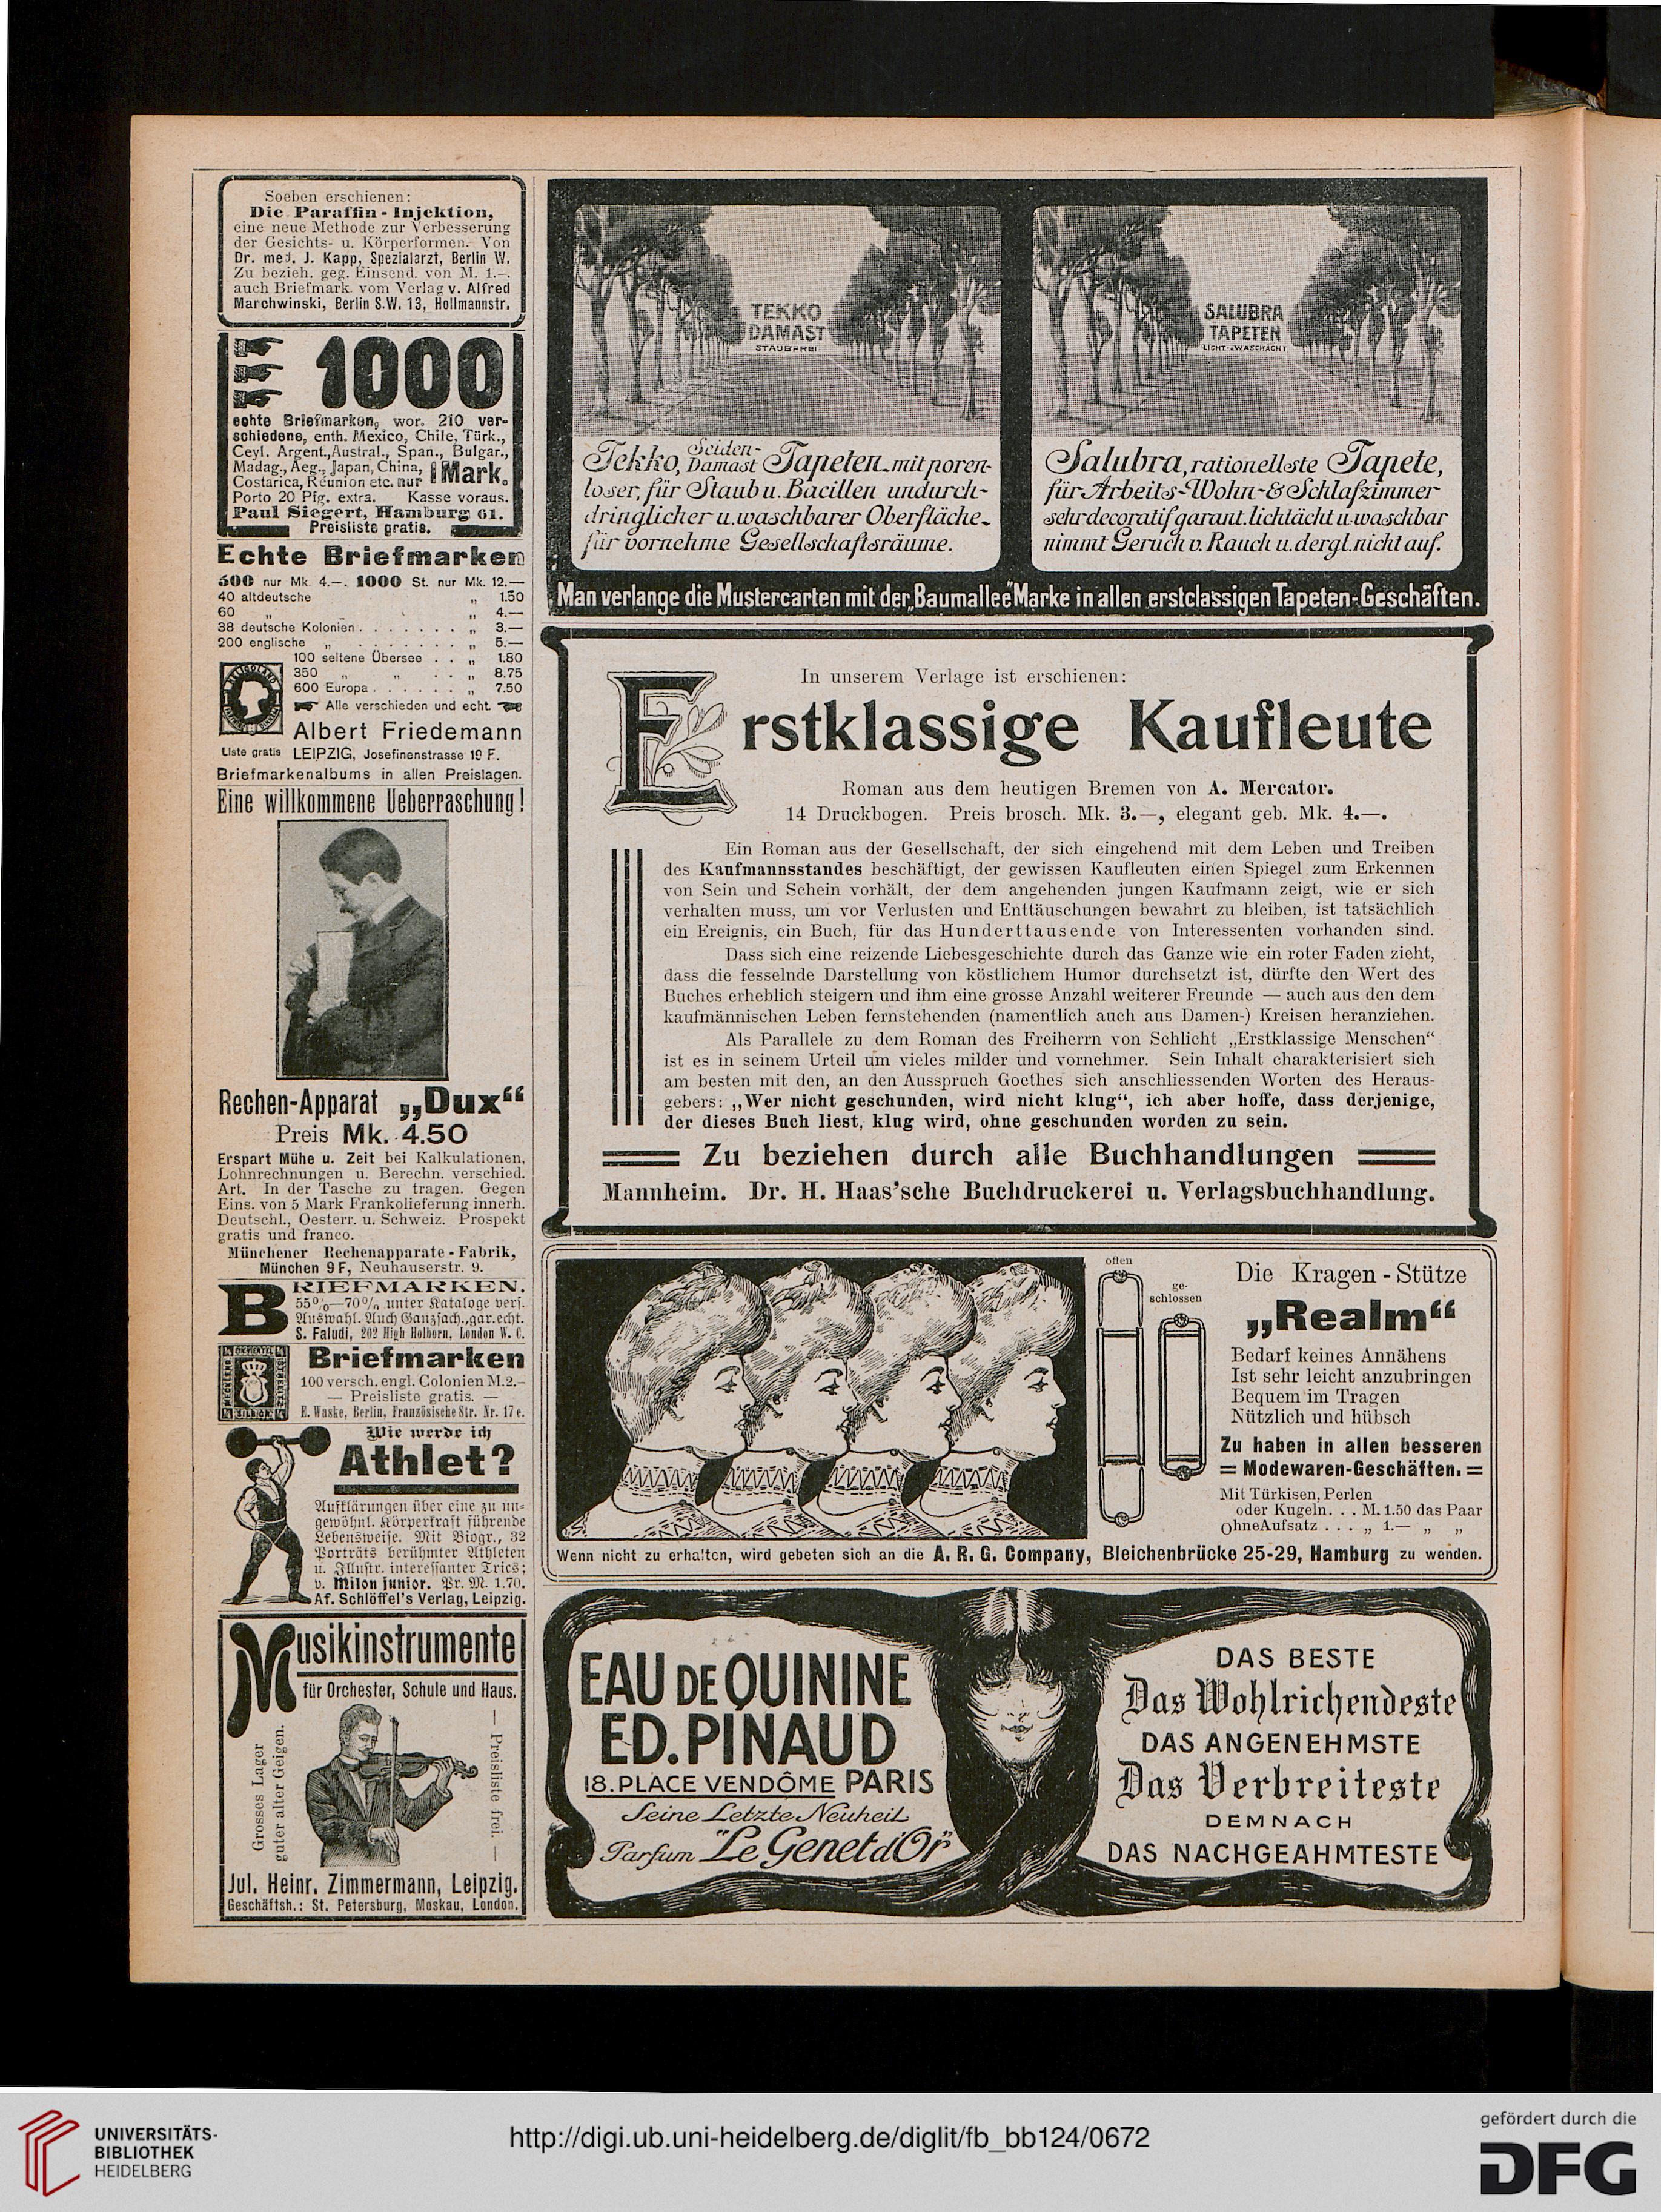 Soeben erschienen:
Die Paraffin-Injektion,
eine neue Methode zur Verbesserung
der Gesichts- u. Körperformen. Von
Dr. med. J. Kapp, Spezialarzt, Berlin W.
Zu bezieh. geg. Einsend. von M. 1.–.
auch Briefmark. vom Verlag v. Alfred
Marchwinski, Berlin S.W. 13, Hollmannstr.
1000
echte Briefmarken, wor. 210 ver-
schiedene, enth. Mexico, Chile, Türk.,
Ceyl. Argent., Austral., Span., Bulgar.,
Madag., Aeg., Japan, China,
Costarica, Réunion etc. nur 1 Mark.
Porto 20 Pfg. extra. Kasse voraus.
Paul Siegert, Hamburg 61.
Preisliste gratis.
Echte Briefmarken
500 nur Mk. 4.–. 1000 St. nur Mk. 12.—
40 altdeutsche „ 1.50
60 „ „ 4.—
38 deutsche Kolonien . . . . . . . „ 3.—
200 englische „ . . . . . . . „ 5.—
100 seltene Übersee . . „ 1.80
350 „ „ . . „ 8.75
600 Europa . . . . . . „ 7.50
HELIGOLAND
Alle verschieden und echt.
Albert Friedemann
Liste gratis LEIPZIG, Josefinenstrasse 19 F.
Briefmarkenalbums in allen Preislagen.
Eine willkommene Ueberraschung!
Rechen-Apparat „Dux“
Preis Mk. 4.50
Erspart Mühe u. Zeit bei Kalkulationen,
Lohnrechnungen u. Berechn. verschied.
Art. In der Tasche zu tragen. Gegen
Eins. von 5 Mark Frankolieferung innerh.
Deutschl., Oesterr. u. Schweiz. Prospekt
gratis und franco.
Münchener Rechenapparate-Fabrik,
München 9 F, Neuhauserstr. 9.
BRIEFMARKEN.
55%—70% unter Kataloge vers.
Auswahl. Auch Ganzsach., gar. echt.
S. Faludi, 202 High Holborn, London W. C.
Briefmarken
100 versch. engl. Colonien M. 2.–
— Preisliste gratis. —
E. Waske, Berlin, Französische Str. Nr. 17e.
Wie werde ich
Athlet?
Aufklärungen über eine zu un-
gewöhnl. Körperkraft führende
Lebensweise. Mit Biogr., 32
Porträts berühmter Athleten
u. Illustr. interessanter Trics;
v. Milon junior. Pr. M. 1.70.
Af. Schlöffel's Verlag, Leipzig.
Musikinstrumente
für Orchester, Schule und Haus.
Grosses Lager
guter alter Geigen.
— Preisliste frei. —
Jul. Heinr. Zimmermann, Leipzig.
Geschäftsh.: St. Petersburg, Moskau, London.
TEKKO
DAMAST
STAUBFREI
Tekko, Seiden-Damast Tapeten mit poren-
loser, für Staub u. Bacillen undurch-
dringlicher u. waschbarer Oberfläche.
für vornehme Gesellschaftsräume.
SALUBRA
TAPETEN
LICHT- & WASCHÄCHT
Salubra, rationellste Tapete,
für Arbeits-Wohn- & Schlafzimmer
sehr decoratif garant. lichtächt u. waschbar
nimmt Geruch v. Rauch u. dergl. nicht auf.
Man verlange die Mustercarten mit der „Baumallee“ Marke in allen erstclassigen Tapeten-Geschäften.
In unserem Verlage ist erschienen:
Erstklassige Kaufleute
Roman aus dem heutigen Bremen von A. Mercator.
14 Druckbogen. Preis brosch. Mk. 3.—, elegant geb. Mk. 4.—.
Ein Roman aus der Gesellschaft, der sich eingehend mit dem Leben und Treiben
des Kaufmannsstandes beschäftigt, der gewissen Kaufleuten einen Spiegel zum Erkennen
von Sein und Schein vorhält, der dem angehenden jungen Kaufmann zeigt, wie er sich
verhalten muss, um vor Verlusten und Enttäuschungen bewahrt zu bleiben, ist tatsächlich
ein Ereignis, ein Buch, für das Hunderttausende von Interessenten vorhanden sind.
Dass sich eine reizende Liebesgeschichte durch das Ganze wie ein roter Faden zieht,
dass die fesselnde Darstellung von köstlichem Humor durchsetzt ist, dürfte den Wert des
Buches erheblich steigern und ihm eine grosse Anzahl weiterer Freunde — auch aus den dem
kaufmännischen Leben fernstehenden (namentlich auch aus Damen-) Kreisen heranziehen.
Als Parallele zu dem Roman des Freiherrn von Schlicht „Erstklassige Menschen“
ist es in seinem Urteil um vieles milder und vornehmer. Sein Inhalt charakterisiert sich
am besten mit den, an den Ausspruch Goethes sich anschliessenden Worten des Heraus-
gebers: „Wer nicht geschunden, wird nicht klug“, ich aber hoffe, dass derjenige,
der dieses Buch liest, klug wird, ohne geschunden worden zu sein.
Zu beziehen durch alle Buchhandlungen
Mannheim. Dr. H. Haas'sche Buchdruckerei u. Verlagsbuchhandlung.
offen
ge-
schlossen
Die Kragen-Stütze
„Realm“
Bedarf keines Annähens
Ist sehr leicht anzubringen
Bequem im Tragen
Nützlich und hübsch
Zu haben in allen besseren
= Modewaren-Geschäften. =
Mit Türkisen, Perlen
oder Kugeln. . . M. 1.50 das Paar
Ohne Aufsatz . . . „ 1.— „ „
Wenn nicht zu erhalten, wird gebeten sich an die A. R. G. Company, Bleichenbrücke 25-29, Hamburg zu wenden.
EAU DE QUININE
ED. PINAUD
18. PLACE VENDÔME PARIS
Seine Letzte Neuheit
Parfum "Le Genet d'Or"
DAS BESTE
Das Wohlrichendeste
DAS ANGENEHMSTE
Das Verbreiteste
DEMNACH
DAS NACHGEAHMTESTE
UNIVERSITÄTS-
BIBLIOTHEK
HEIDELBERG
http://digi.ub.uni-heidelberg.de/diglit/fb_bb124/0672
gefördert durch die
DFG